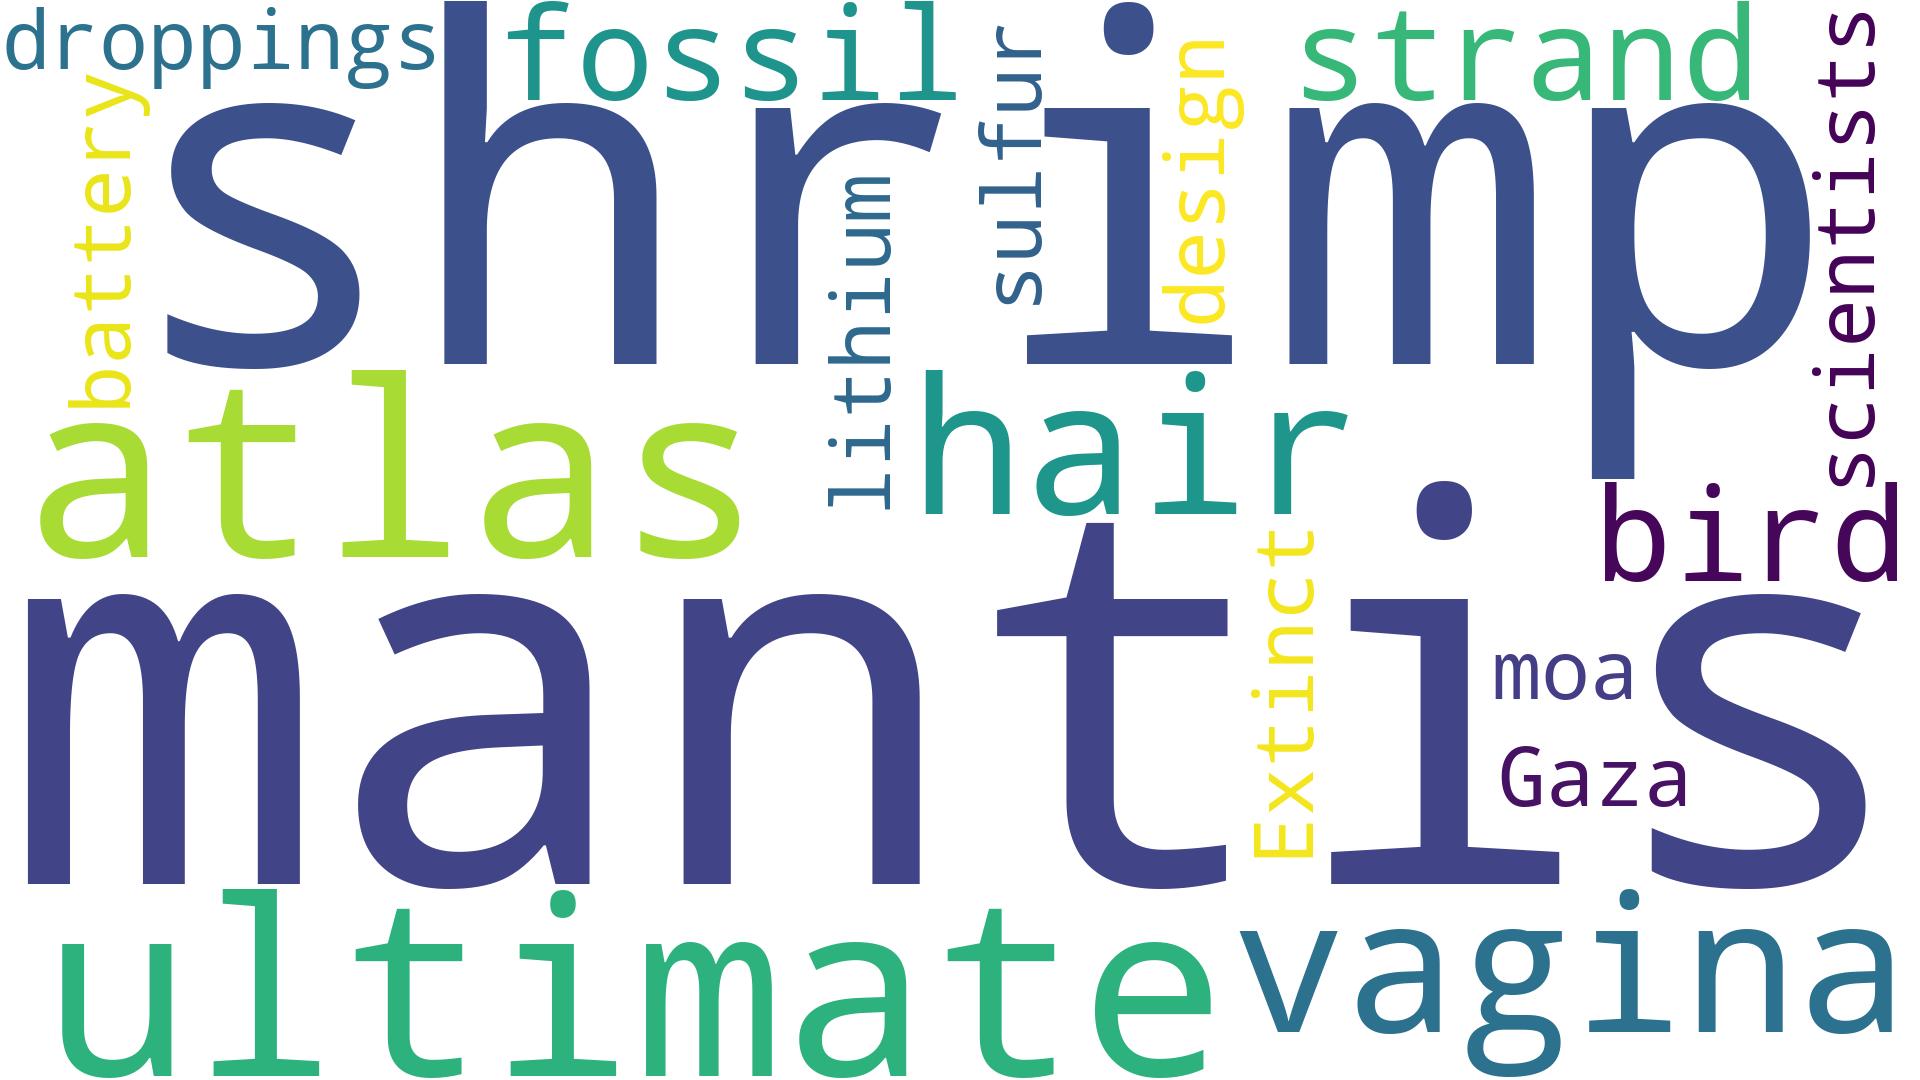 droppings
fossil
strand
battery
shrimp
sulfur
design
scientists
lithium
atlas
hair
bird
mantis
Extinct
moa
Gaza
ultimate
vagina